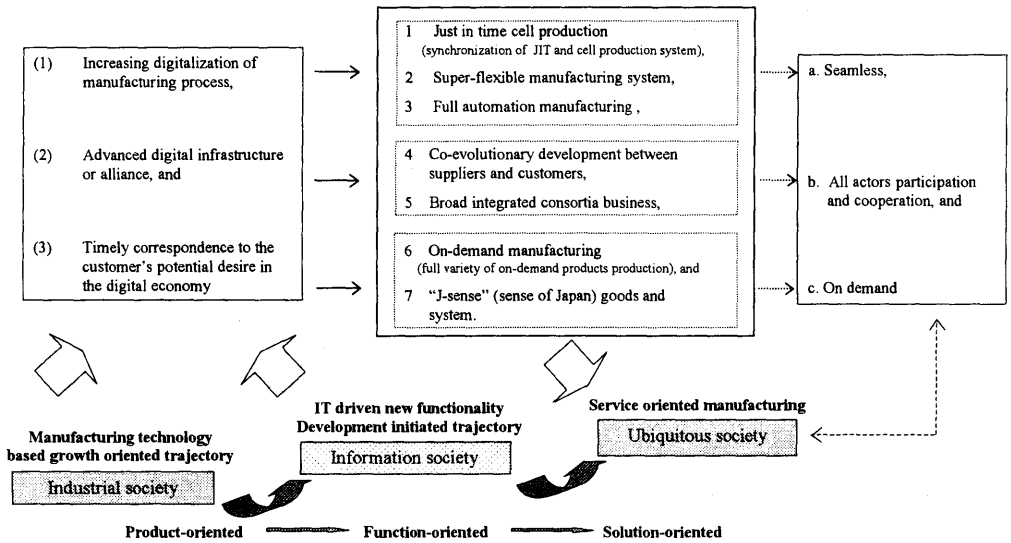 (1) Increasing digitalization of
manufacturing process,
(2) Advanced digital infrastructure
or alliance, and
(3) Timely correspondence to the
customer's potential desire in
the digital economy
1 Just in time cell production
(synchronization of JIT and cell production system),
2 Super-flexible manufacturing system,
3 Full automation manufacturing ,
4 Co-evolutionary development between
suppliers and customers,
5 Broad integrated consortia business,
6 On-demand manufacturing
(full variety of on-demand products production), and
7 “J-sense” (sense of Japan) goods and
system.
a. Seamless,
b. All actors participation
and cooperation, and
c. On demand
Manufacturing technology
based growth oriented trajectory
Industrial society
IT driven new functionality
Development initiated trajectory
Information society
Service oriented manufacturing
Ubiquitous society
Product-oriented
Function-oriented
Solution-oriented